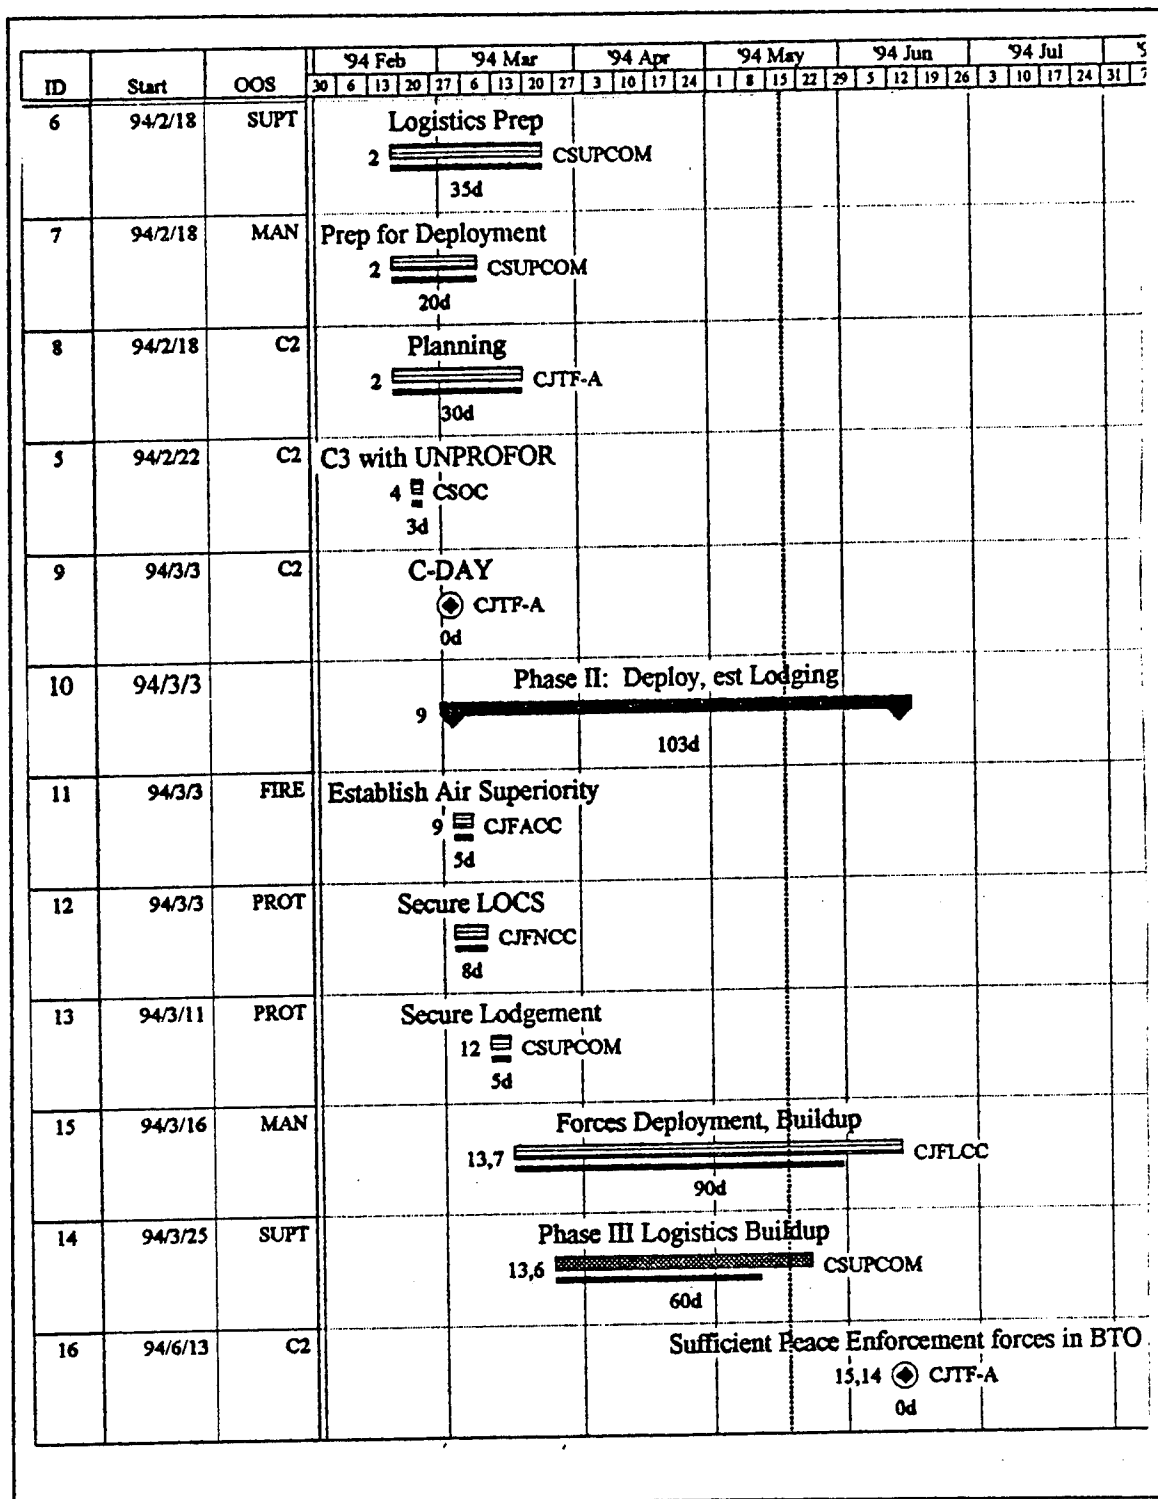 '94 Feb '94 Mar '94 Apr '94 May '94 Jun '94 Jul
ID Start OOS 30 6 13 20 27 6 13 20 27 3 10 17 24 1 8 15 22 29 5 12 19 26 3 10 17 24 31 7
6 94/2/18 SUPT Logistics Prep
2 CSUPCOM
35d
7 94/2/18 MAN Prep for Deployment
2 CSUPCOM
20d
8 94/2/18 C2 Planning
2 CJTF-A
30d
5 94/2/22 C2 C3 with UNPROFOR
4 CSOC
3d
9 94/3/3 C2 C-DAY
CJTF-A
0d
10 94/3/3 Phase II: Deploy, est Lodging
9
103d
11 94/3/3 FIRE Establish Air Superiority
9 CJFACC
5d
12 94/3/3 PROT Secure LOCS
CJFNCC
8d
13 94/3/11 PROT Secure Lodgement
12 CSUPCOM
5d
15 94/3/16 MAN Forces Deployment, Buildup
13,7 CJFLCC
90d
14 94/3/25 SUPT Phase III Logistics Buildup
13,6 CSUPCOM
60d
16 94/6/13 C2 Sufficient Peace Enforcement forces in BTO
15,14 CJTF-A
0d